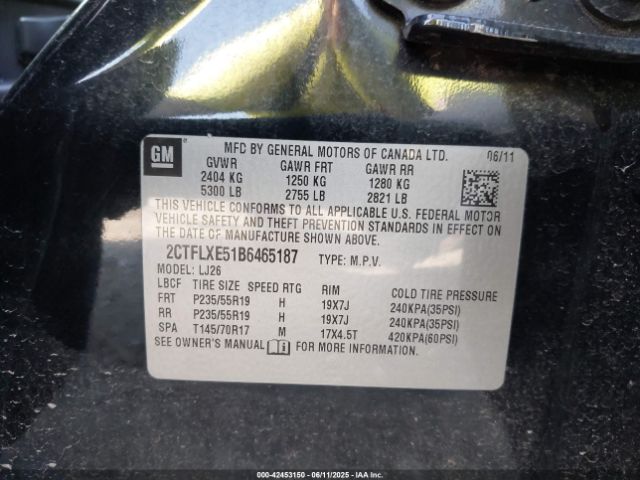 GM
MFD BY GENERAL MOTORS OF CANADA LTD. 06/11
GVWR GAWR FRT GAWR RR
2404 KG 1250 KG 1280 KG
5300 LB 2755 LB 2821 LB
THIS VEHICLE CONFORMS TO ALL APPLICABLE U.S. FEDERAL MOTOR
VEHICLE SAFETY AND THEFT PREVENTION STANDARDS IN EFFECT ON
THE DATE OF MANUFACTURE SHOWN ABOVE.
2CTFLXE51B6465187 TYPE: M.P.V.
MODEL: LJ26
LBCF TIRE SIZE SPEED RTG RIM COLD TIRE PRESSURE
FRT P235/55R19 H 19X7J 240KPA(35PSI)
RR P235/55R19 H 19X7J 240KPA(35PSI)
SPA T145/70R17 M 17X4.5T 420KPA(60PSI)
SEE OWNER'S MANUAL FOR MORE INFORMATION.
000-42453150 - 06/11/2025 - IAA Inc.